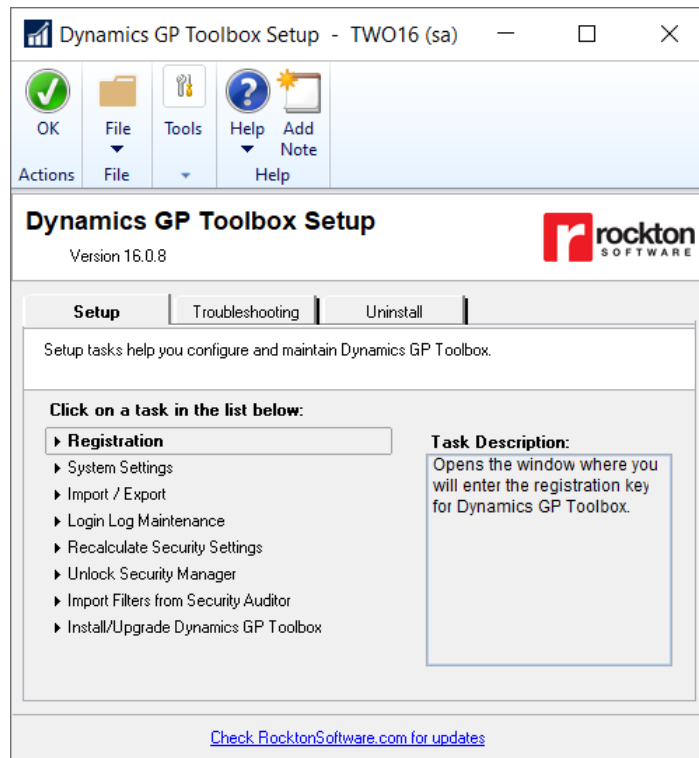 Dynamics GP Toolbox Setup - TWO16 (sa)
OK File Tools Help Add Note
Actions File Help
Dynamics GP Toolbox Setup
Version 16.0.8
rockton
SOFTWARE
Setup Troubleshooting Uninstall
Setup tasks help you configure and maintain Dynamics GP Toolbox.
Click on a task in the list below:
Registration
System Settings
Import / Export
Login Log Maintenance
Recalculate Security Settings
Unlock Security Manager
Import Filters from Security Auditor
Install/Upgrade Dynamics GP Toolbox
Task Description:
Opens the window where you
will enter the registration key
for Dynamics GP Toolbox.
Check RocktonSoftware.com for updates